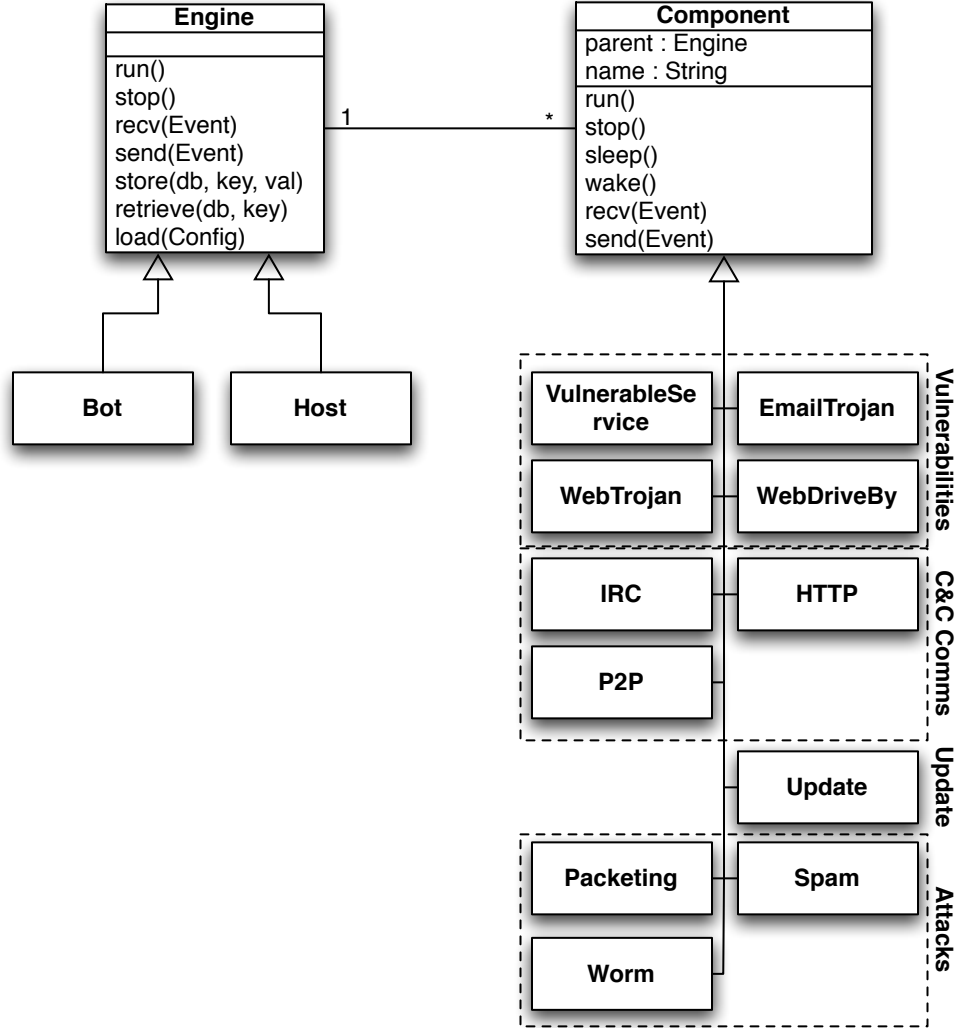 Engine
run()
stop()
recv(Event)
send(Event)
store(db, key, val)
retrieve(db, key)
load(Config)
1
*
Component
parent : Engine
name : String
run()
stop()
sleep()
wake()
recv(Event)
send(Event)
Bot
Host
VulnerableSe
rvice
EmailTrojan
WebTrojan
WebDriveBy
Vulnerabilities
IRC
HTTP
P2P
C&C Comms
Update
Update
Packeting
Spam
Worm
Attacks